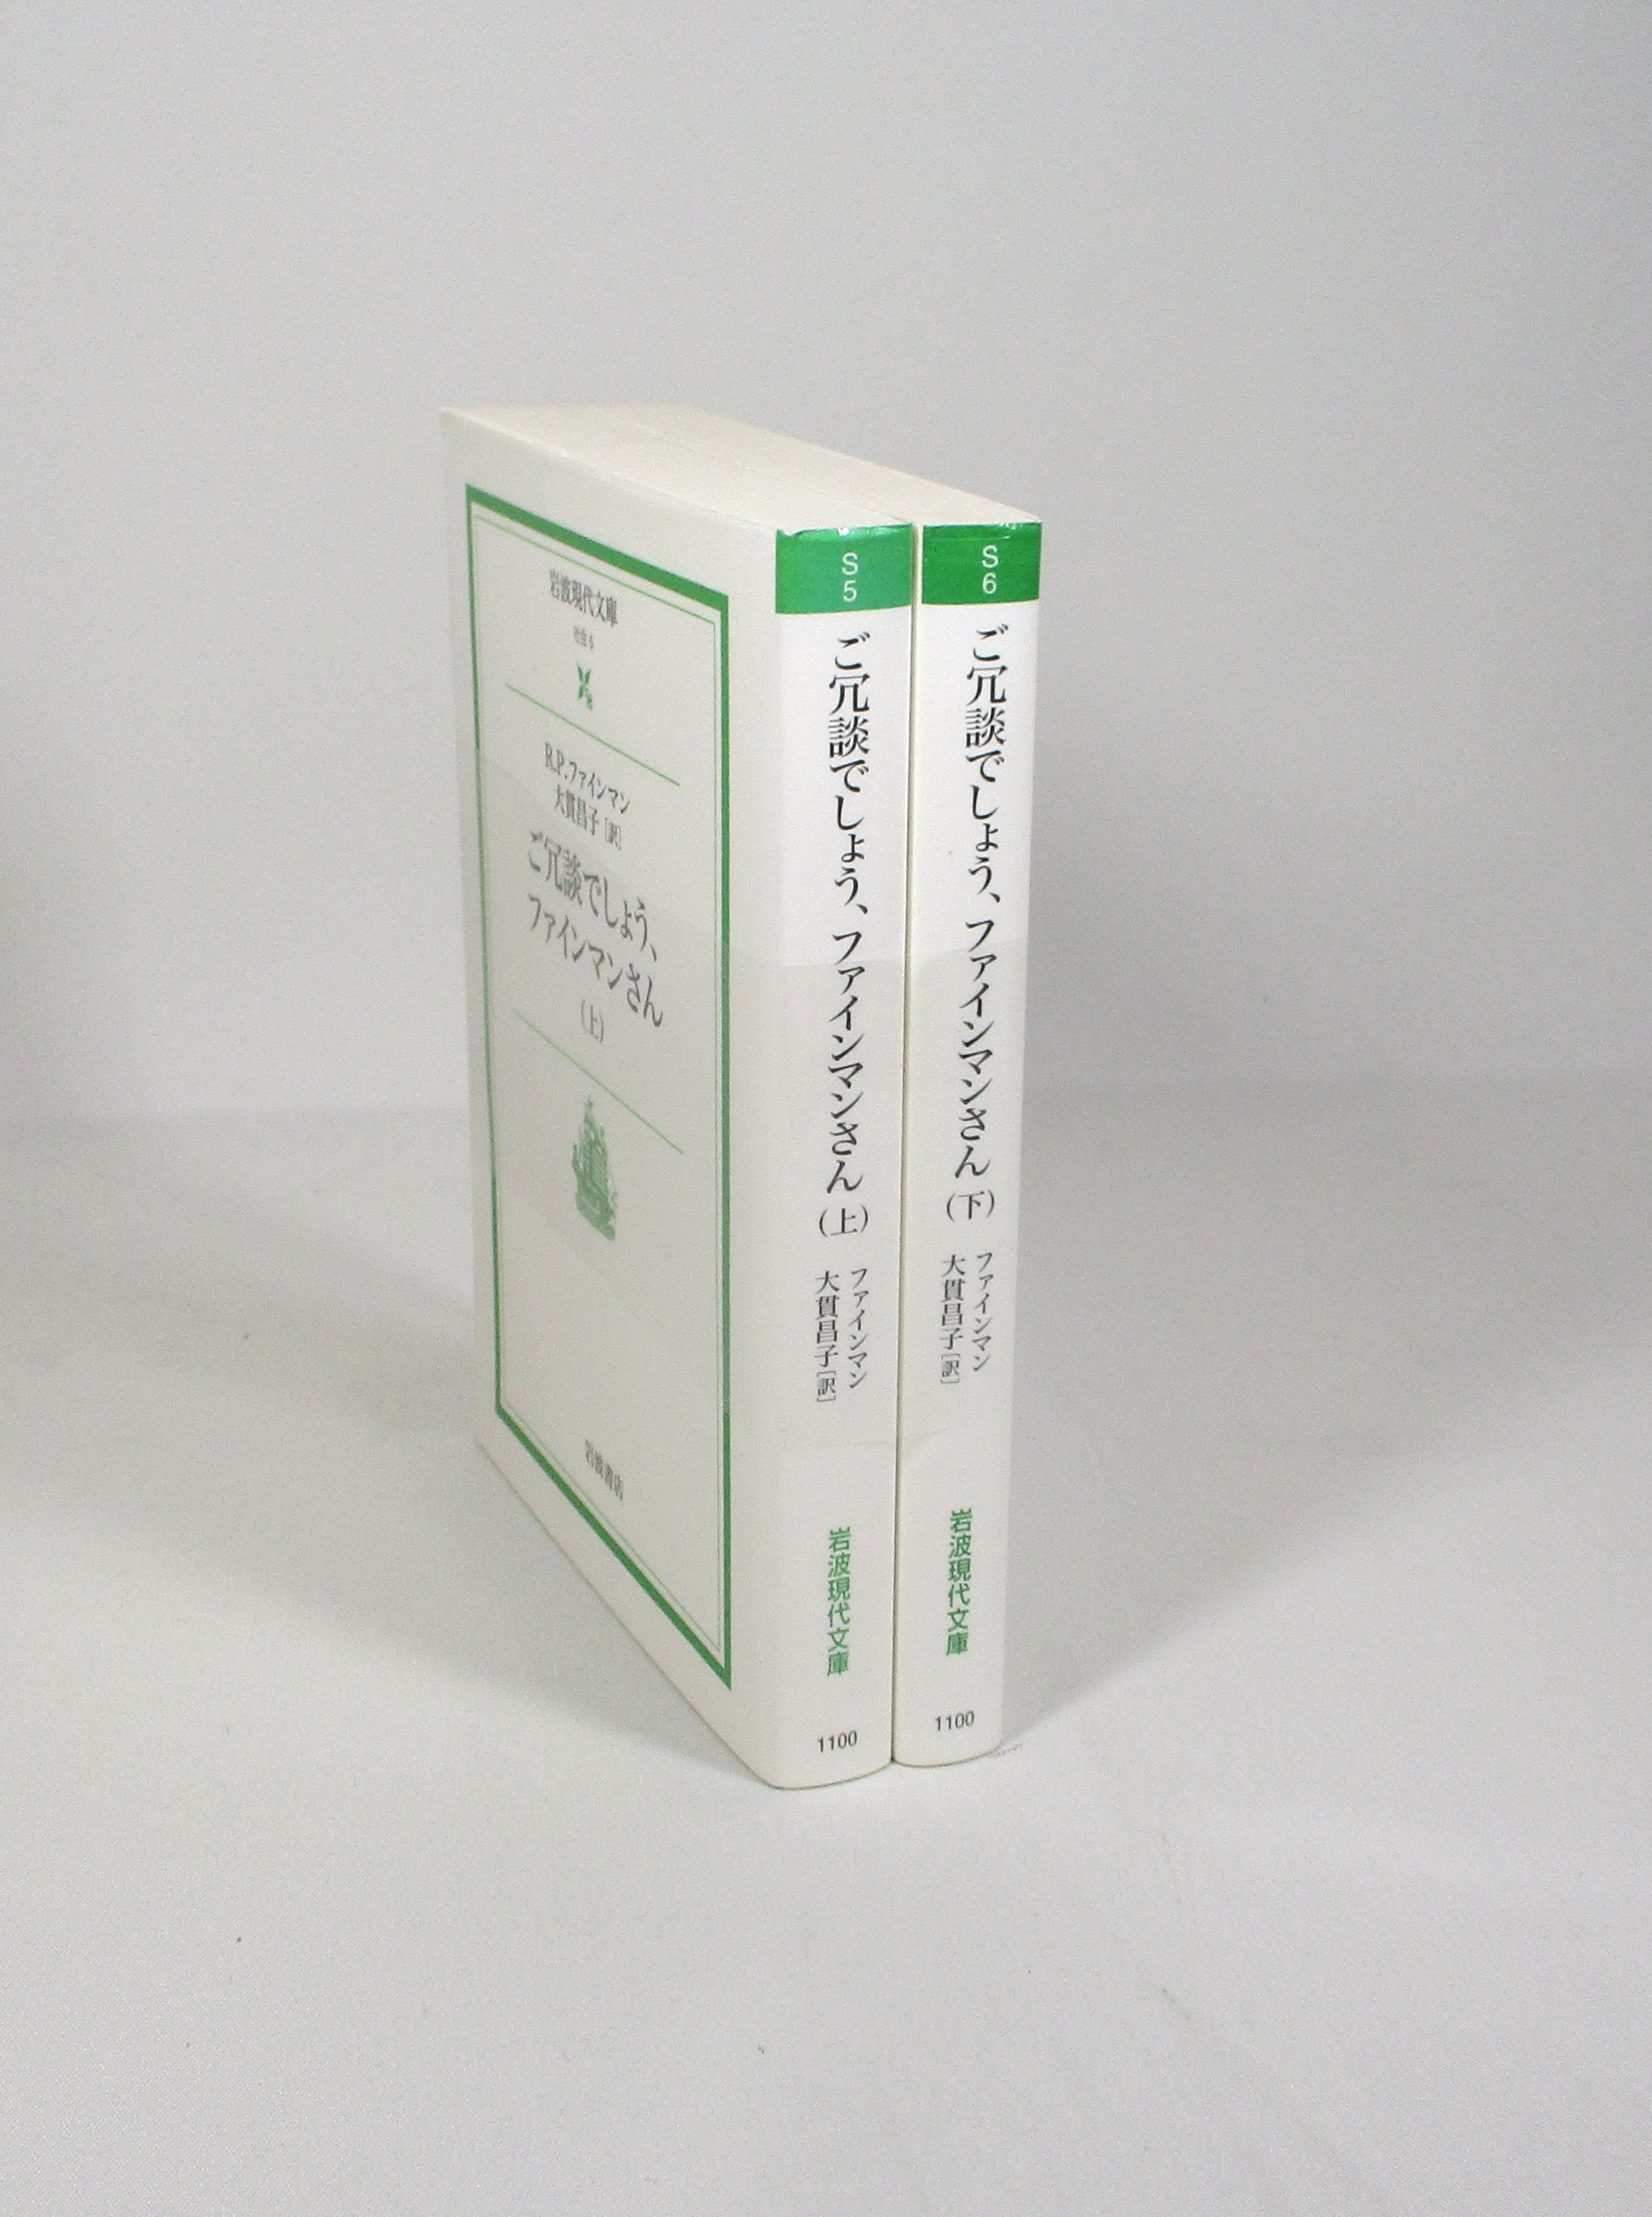 岩波現代文庫
R.P.ファインマン
大貫昌子[訳]
ご冗談でしょう、
ファインマンさん
(上)
岩波書店
S
5
ご冗談でしょう、ファインマンさん(上)
ファインマン
大貫昌子[訳]
岩波現代文庫
1100
S
6
ご冗談でしょう、ファインマンさん(下)
ファインマン
大貫昌子[訳]
岩波現代文庫
1100